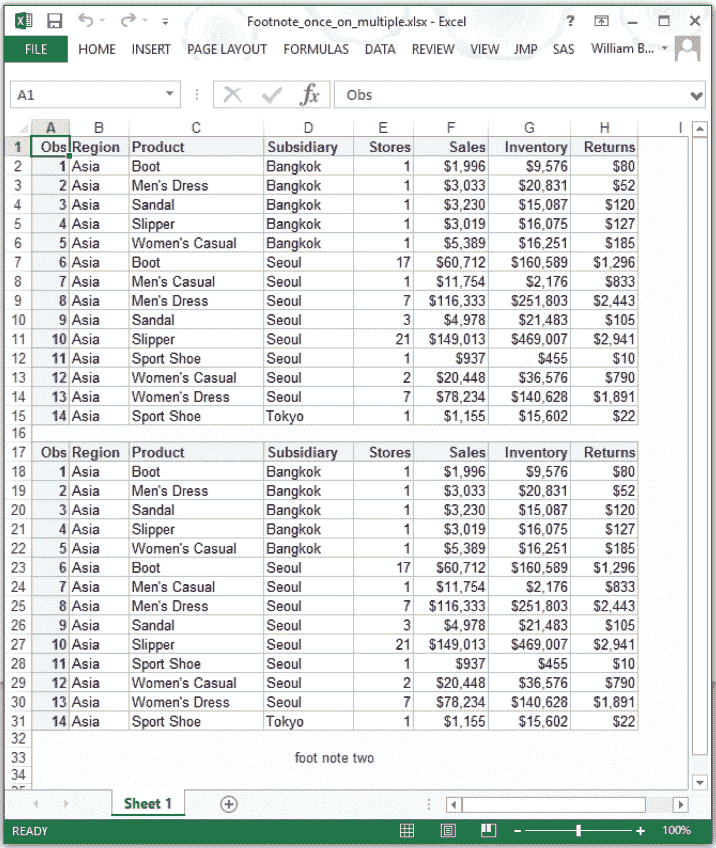 Footnote_once_on_multiple.xlsx - Excel
FILE HOME INSERT PAGE LAYOUT FORMULAS DATA REVIEW VIEW JMP SAS William B...
A1 fx Obs
A B C D E F G H I
1 Obs Region Product Subsidiary Stores Sales Inventory Returns
2 1 Asia Boot Bangkok 1 $1,996 $9,576 $80
3 2 Asia Men's Dress Bangkok 1 $3,033 $20,831 $52
4 3 Asia Sandal Bangkok 1 $3,230 $15,087 $120
5 4 Asia Slipper Bangkok 1 $3,019 $16,075 $127
6 5 Asia Women's Casual Bangkok 1 $5,389 $16,251 $185
7 6 Asia Boot Seoul 17 $60,712 $160,589 $1,296
8 7 Asia Men's Casual Seoul 1 $11,754 $2,176 $833
9 8 Asia Men's Dress Seoul 7 $116,333 $251,803 $2,443
10 9 Asia Sandal Seoul 3 $4,978 $21,483 $105
11 10 Asia Slipper Seoul 21 $149,013 $469,007 $2,941
12 11 Asia Sport Shoe Seoul 1 $937 $455 $10
13 12 Asia Women's Casual Seoul 2 $20,448 $36,576 $790
14 13 Asia Women's Dress Seoul 7 $78,234 $140,628 $1,891
15 14 Asia Sport Shoe Tokyo 1 $1,155 $15,602 $22
16
17 Obs Region Product Subsidiary Stores Sales Inventory Returns
18 1 Asia Boot Bangkok 1 $1,996 $9,576 $80
19 2 Asia Men's Dress Bangkok 1 $3,033 $20,831 $52
20 3 Asia Sandal Bangkok 1 $3,230 $15,087 $120
21 4 Asia Slipper Bangkok 1 $3,019 $16,075 $127
22 5 Asia Women's Casual Bangkok 1 $5,389 $16,251 $185
23 6 Asia Boot Seoul 17 $60,712 $160,589 $1,296
24 7 Asia Men's Casual Seoul 1 $11,754 $2,176 $833
25 8 Asia Men's Dress Seoul 7 $116,333 $251,803 $2,443
26 9 Asia Sandal Seoul 3 $4,978 $21,483 $105
27 10 Asia Slipper Seoul 21 $149,013 $469,007 $2,941
28 11 Asia Sport Shoe Seoul 1 $937 $455 $10
29 12 Asia Women's Casual Seoul 2 $20,448 $36,576 $790
30 13 Asia Women's Dress Seoul 7 $78,234 $140,628 $1,891
31 14 Asia Sport Shoe Tokyo 1 $1,155 $15,602 $22
32
33 foot note two
34
Sheet 1
READY 100%